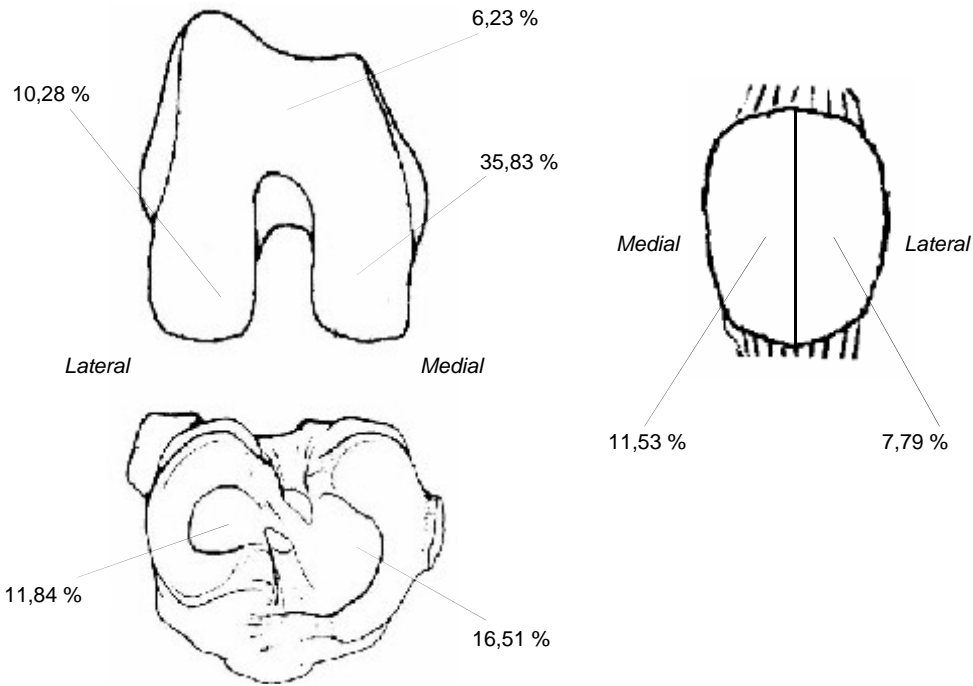 6,23 %
10,28 %
35,83 %
Medial
Lateral
Lateral
Medial
11,53 %
7,79 %
11,84 %
16,51 %